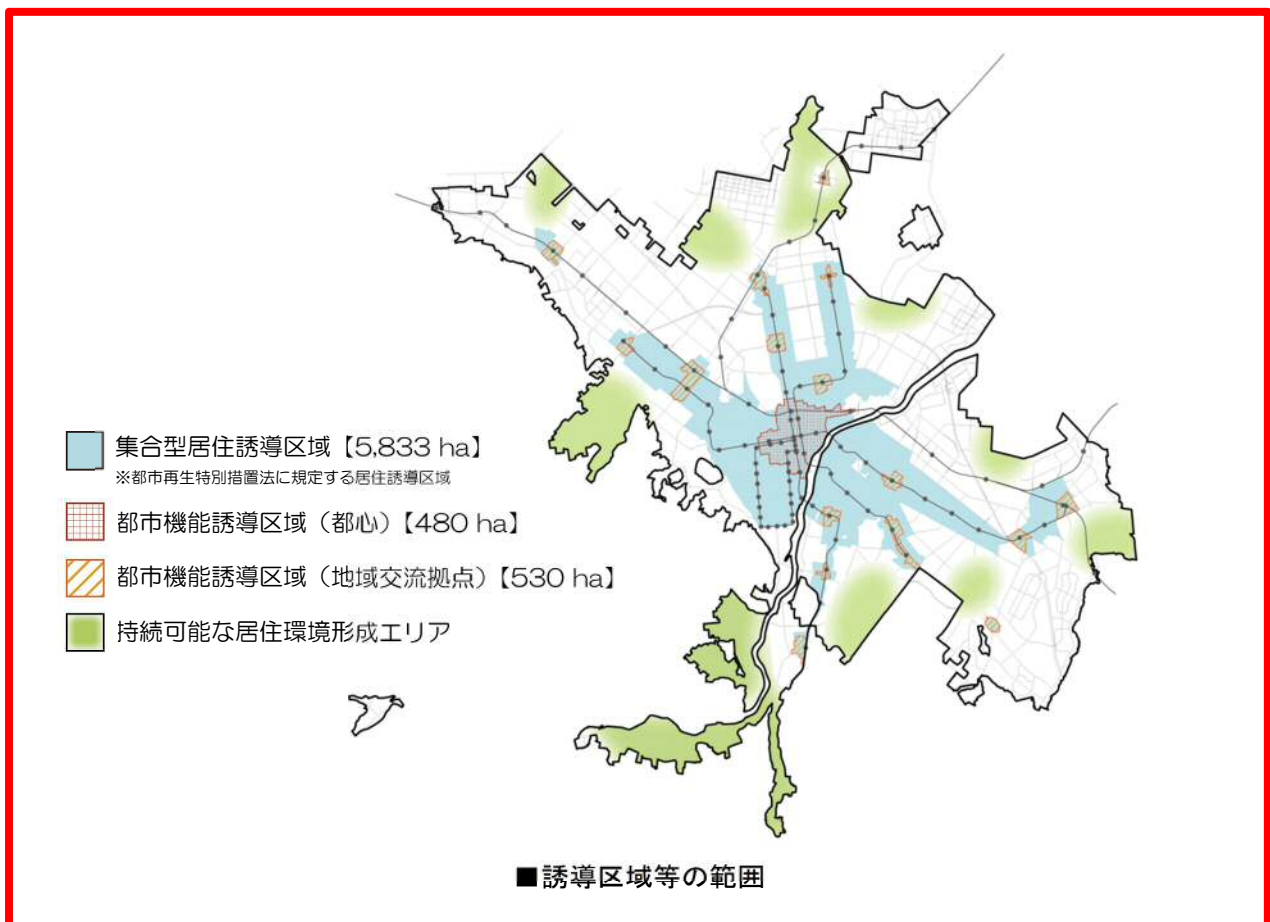 集合型居住誘導区域【5,833 ha】
※都市再生特別措置法に規定する居住誘導区域
都市機能誘導区域（都心）【480 ha】
都市機能誘導区域（地域交流拠点）【530 ha】
持続可能な居住環境形成エリア
■誘導区域等の範囲